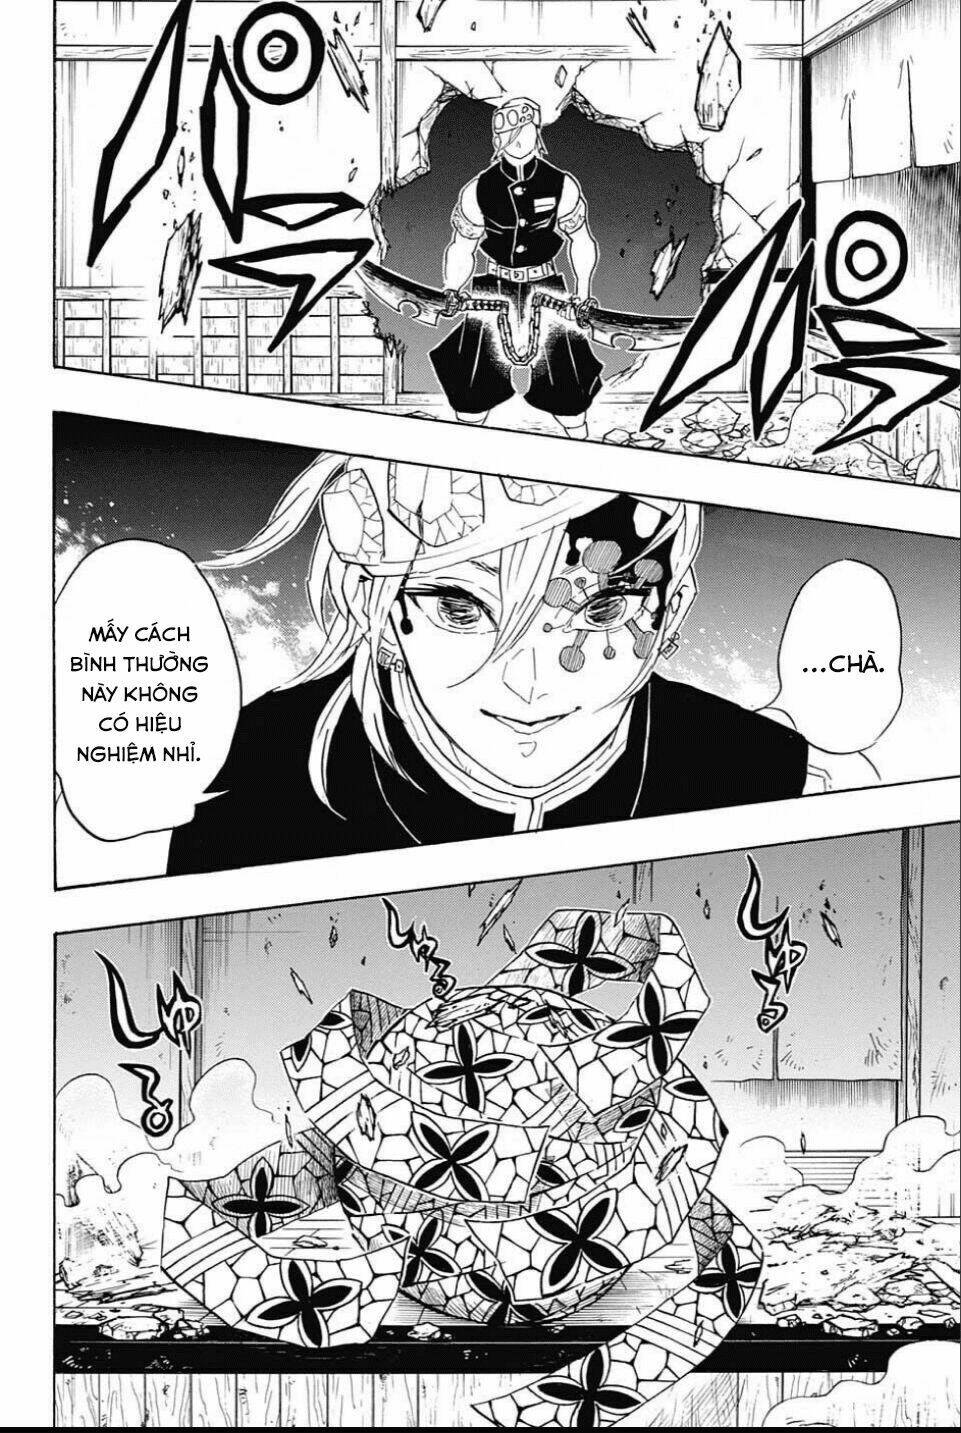 パラ
パラ
…CHÀ.
MẤY CÁCH
BÌNH THƯỜNG
NÀY KHÔNG
CÓ HIỆU
NGHIỆM NHỈ.
しゅる
しゅる
しゅる